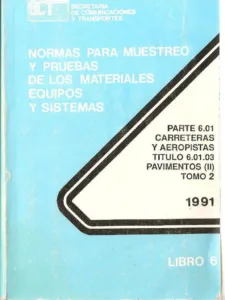 SCT
SECRETARIA
DE COMUNICACIONES
Y TRANSPORTES
NORMAS PARA MUESTREO
Y PRUEBAS
DE LOS MATERIALES
EQUIPOS
Y SISTEMAS
PARTE 6.01
CARRETERAS
Y AEROPISTAS
TITULO 6.01.03
PAVIMENTOS (II)
TOMO 2
1991
LIBRO 6